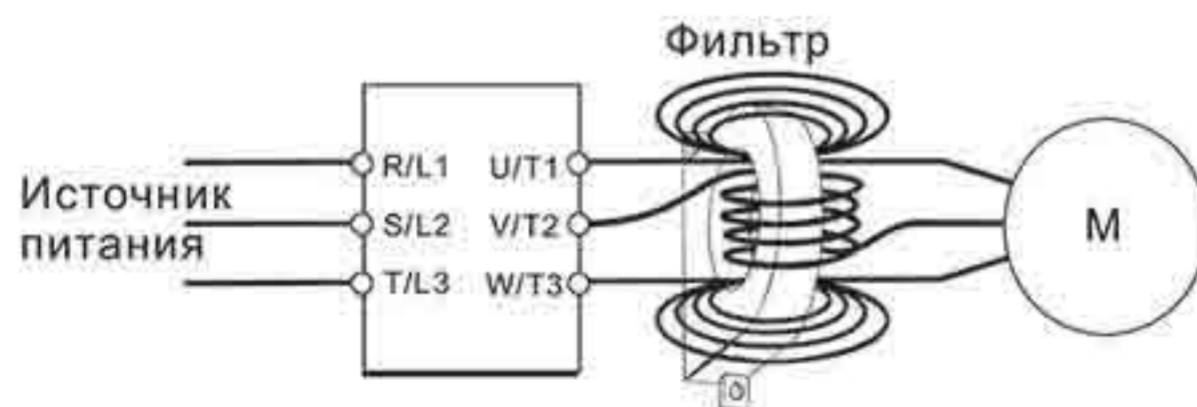 Фильтр
R/L1 U/T1
Источник
S/L2 V/T2
питания
M
T/L3 W/T3